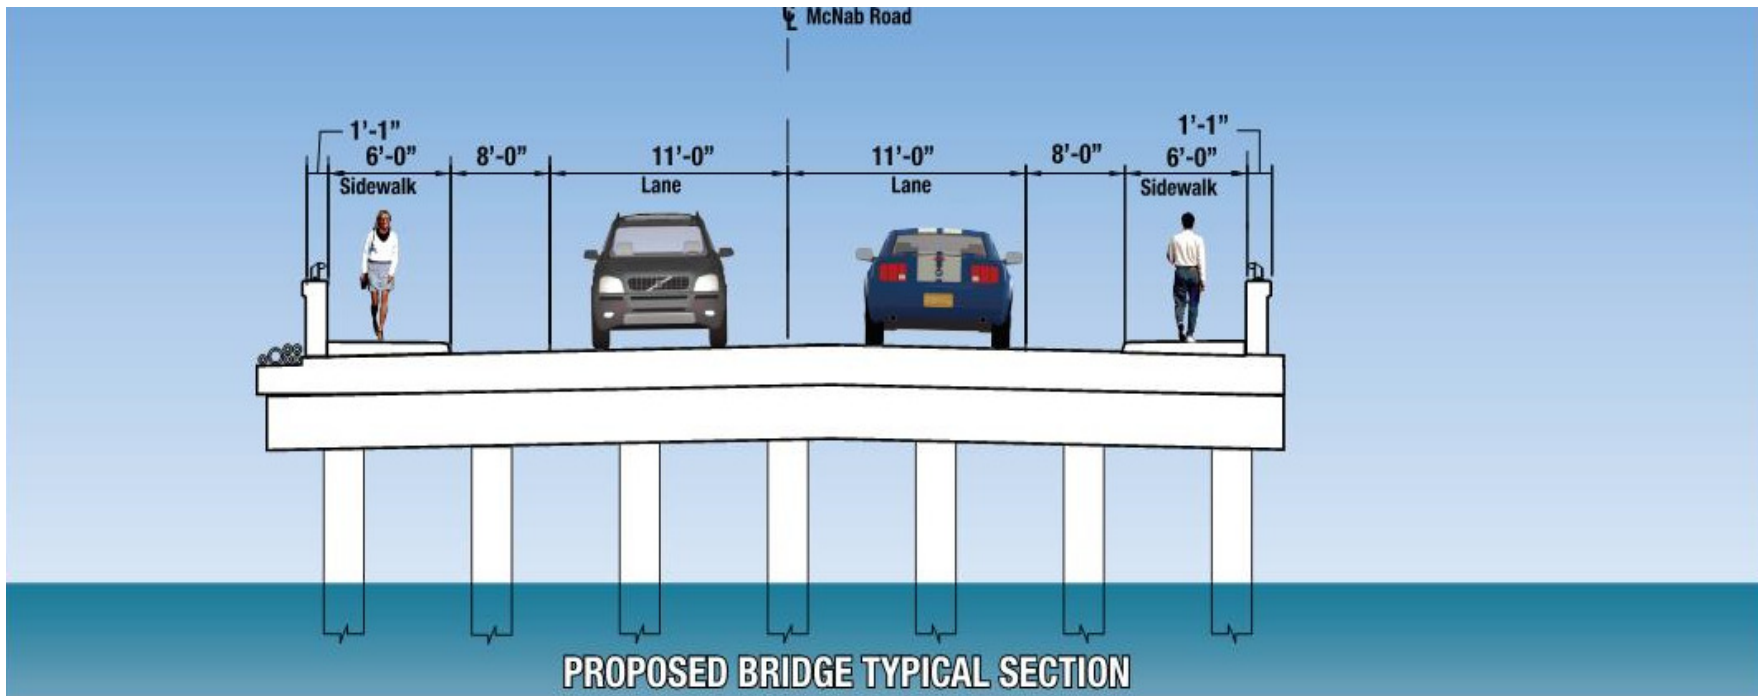 ℄ McNab Road
1'-1" 1'-1"
6'-0" 8'-0" 11'-0" 11'-0" 8'-0" 6'-0"
Sidewalk Lane Lane Sidewalk
PROPOSED BRIDGE TYPICAL SECTION